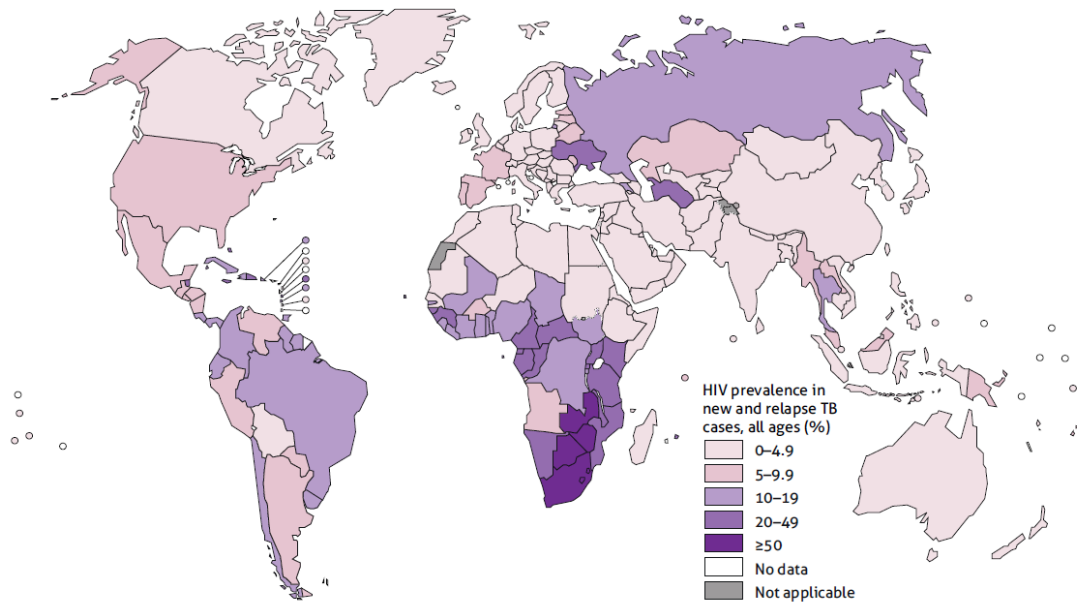 HIV prevalence in
new and relapse TB
cases, all ages (%)
0–4.9
5–9.9
10–19
20–49
≥50
No data
Not applicable